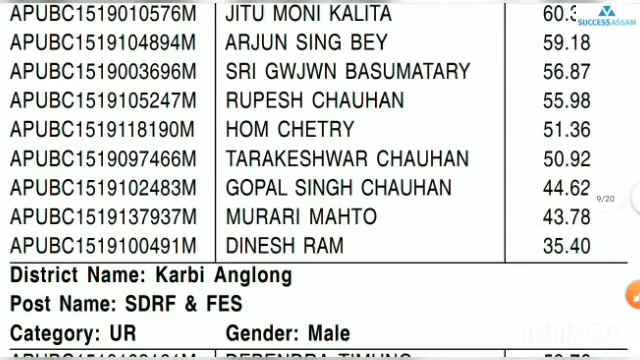 APUBC1519010576M JITU MONI KALITA
SUCCESS ASSAM
APUBC1519104894M ARJUN SING BEY 59.18
APUBC1519003696M SRI GWJWN BASUMATARY 56.87
APUBC1519105247M RUPESH CHAUHAN 55.98
APUBC1519118190M HOM CHETRY 51.36
APUBC1519097466M TARAKESHWAR CHAUHAN 50.92
APUBC1519102483M GOPAL SINGH CHAUHAN 44.62
9/20
APUBC1519137937M MURARI MAHTO 43.78
APUBC1519100491M DINESH RAM 35.40
District Name: Karbi Anglong
Post Name: SDRF & FES
Category: UR Gender: Male